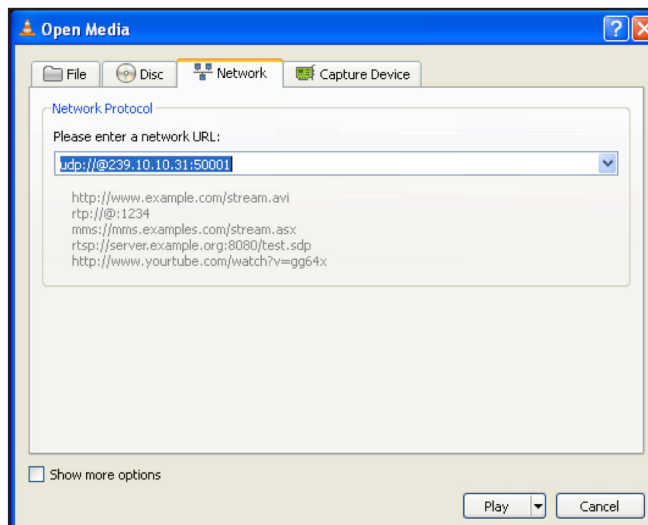 Open Media
File Disc Network Capture Device
Network Protocol
Please enter a network URL:
udp://@239.10.10.31:50001
http://www.example.com/stream.avi
rtp://@:1234
mms://mms.examples.com/stream.asx
rtsp://server.example.org:8080/test.sdp
http://www.yourtube.com/watch?v=gg64x
Show more options
Play Cancel